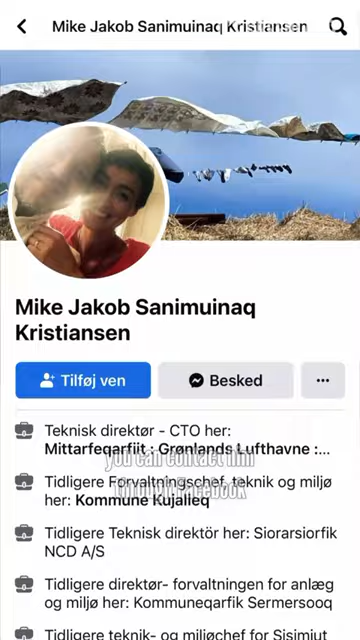 Mike Jakob Sanimuinaq Kristiansen
Mike Jakob Sanimuinaq
Kristiansen
Tilføj ven
Besked
Teknisk direktør - CTO her:
Mittarfeqarfiit : Grønlands Lufthavne :...
you can contact him
Tidligere Forvaltningschef, teknik og miljø
her: Kommune Kujalleq
Tidligere Teknisk direktör her: Siorarsiorfik
NCD A/S
Tidligere direktør- forvaltningen for anlæg
og miljø her: Kommuneqarfik Sermersooq
Tidligere teknik- og miljøchef for Sisimiut